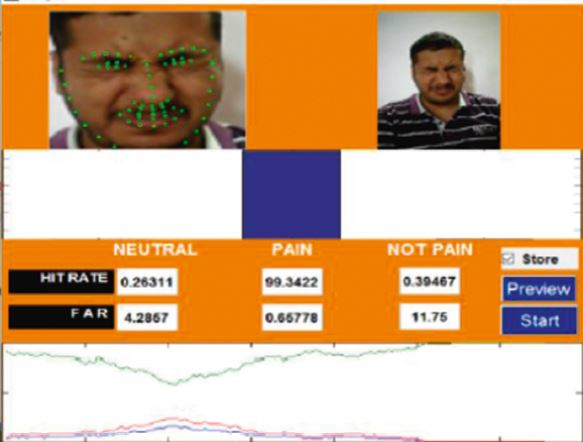 NEUTRAL PAIN NOT PAIN
Store
HIT RATE 0.26311 99.3422 0.39467
Preview
FAR 4.2857 0.65778 11.75
Start